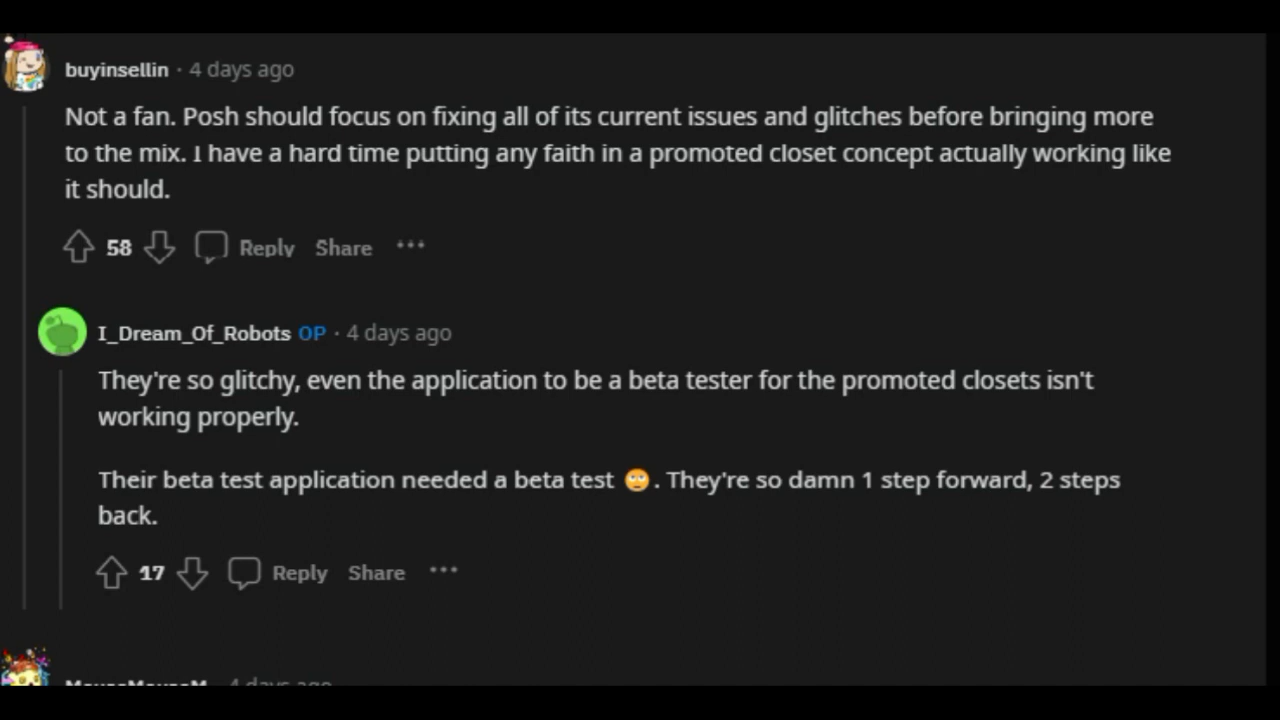 buyinsellin · 4 days ago
Not a fan. Posh should focus on fixing all of its current issues and glitches before bringing more
to the mix. I have a hard time putting any faith in a promoted closet concept actually working like
it should.
58 Reply Share ···
I_Dream_Of_Robots OP · 4 days ago
They're so glitchy, even the application to be a beta tester for the promoted closets isn't
working properly.
Their beta test application needed a beta test 🙄. They're so damn 1 step forward, 2 steps
back.
17 Reply Share ···
4 days ago